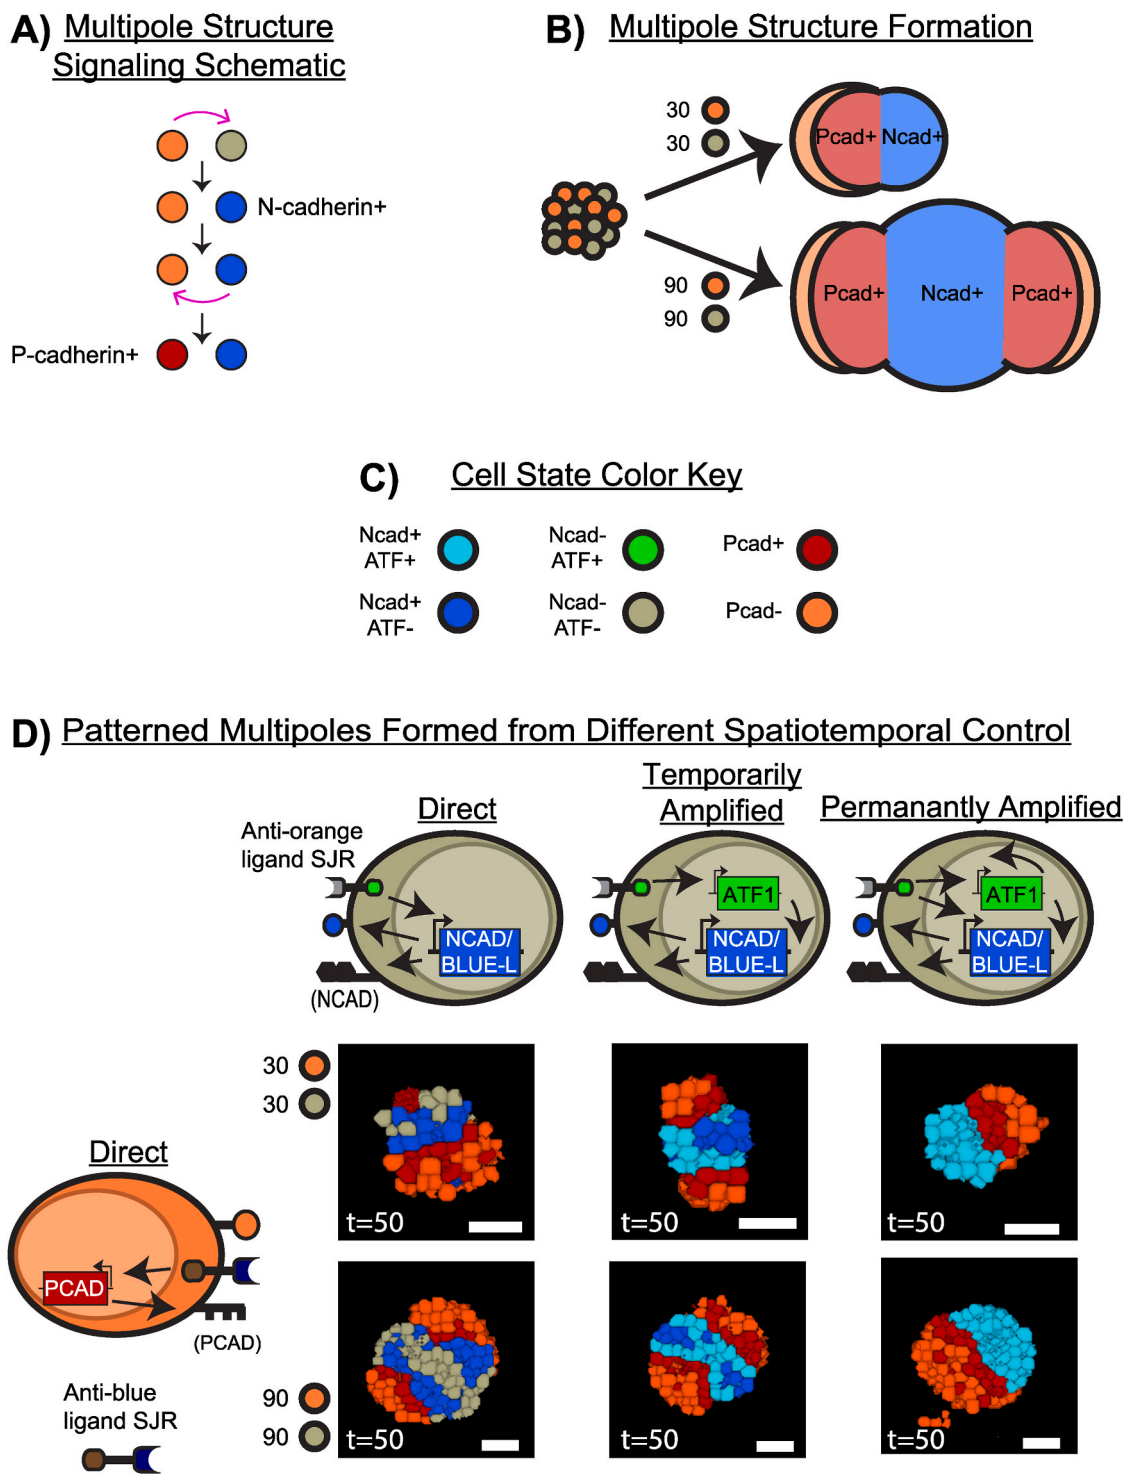 A) Multipole Structure
Signaling Schematic
N-cadherin+
P-cadherin+
B) Multipole Structure Formation
30
30
Pcad+ Ncad+
90
90
Pcad+ Ncad+ Pcad+
C) Cell State Color Key
Ncad+
ATF+
Ncad-
ATF+
Pcad+
Ncad+
ATF-
Ncad-
ATF-
Pcad-
D) Patterned Multipoles Formed from Different Spatiotemporal Control
Direct
Temporarily
Amplified
Permanantly Amplified
Anti-orange
ligand SJR
NCAD/
BLUE-L
(NCAD)
ATF1
NCAD/
BLUE-L
ATF1
NCAD/
BLUE-L
30
30
t=50
t=50
t=50
Direct
PCAD
(PCAD)
Anti-blue
ligand SJR
90
90
t=50
t=50
t=50